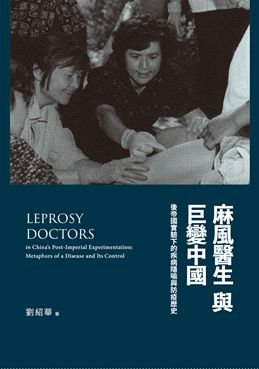 麻風醫生 與
巨變中國
後帝國實驗下的疾病隱喻與防疫歷史
LEPROSY
DOCTORS
in China's Post-Imperial Experimentation:
Metaphors of a Disease and Its Control
劉紹華 著